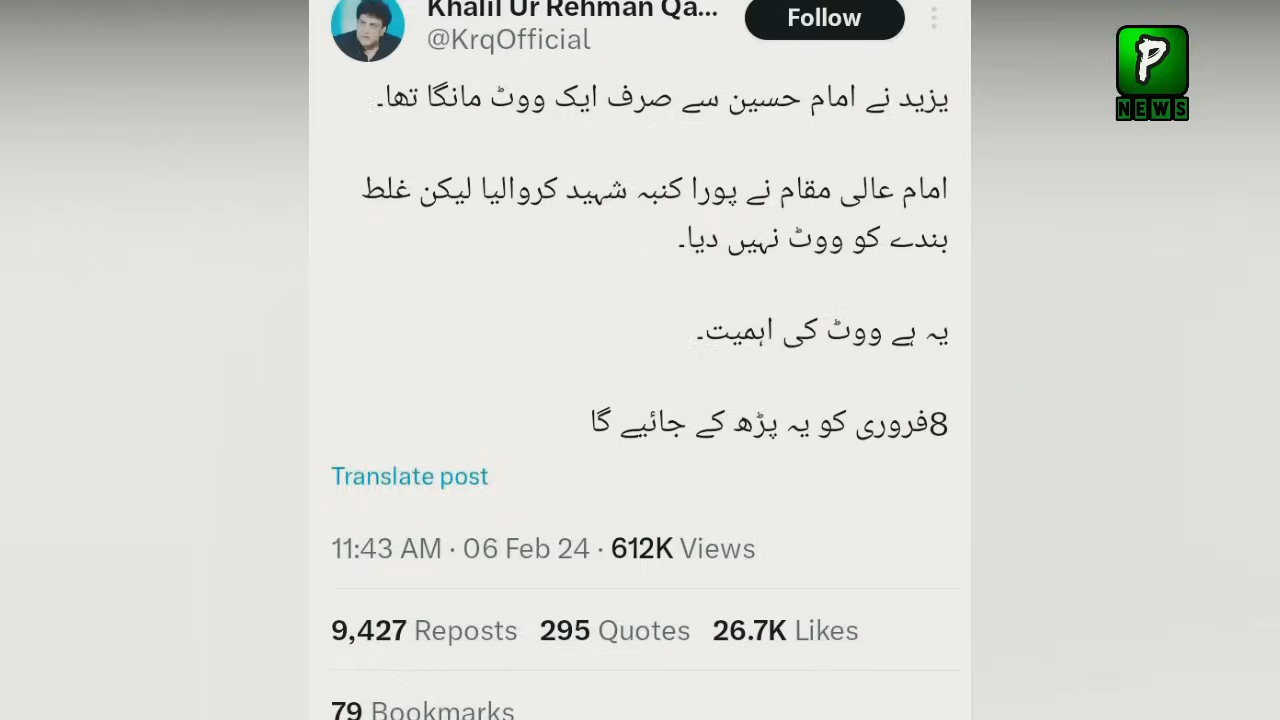 Khalil Ur Rehman Qa...
@KrqOfficial
Follow
P
NEWS
یزید نے امام حسین سے صرف ایک ووٹ مانگا تھا۔
امام عالی مقام نے پورا کنبہ شہید کروالیا لیکن غلط
بندے کو ووٹ نہیں دیا۔
یہ ہے ووٹ کی اہمیت۔
8فروری کو یہ پڑھ کے جائیے گا
Translate post
11:43 AM · 06 Feb 24 · 612K Views
9,427 Reposts 295 Quotes 26.7K Likes
79 Bookmarks